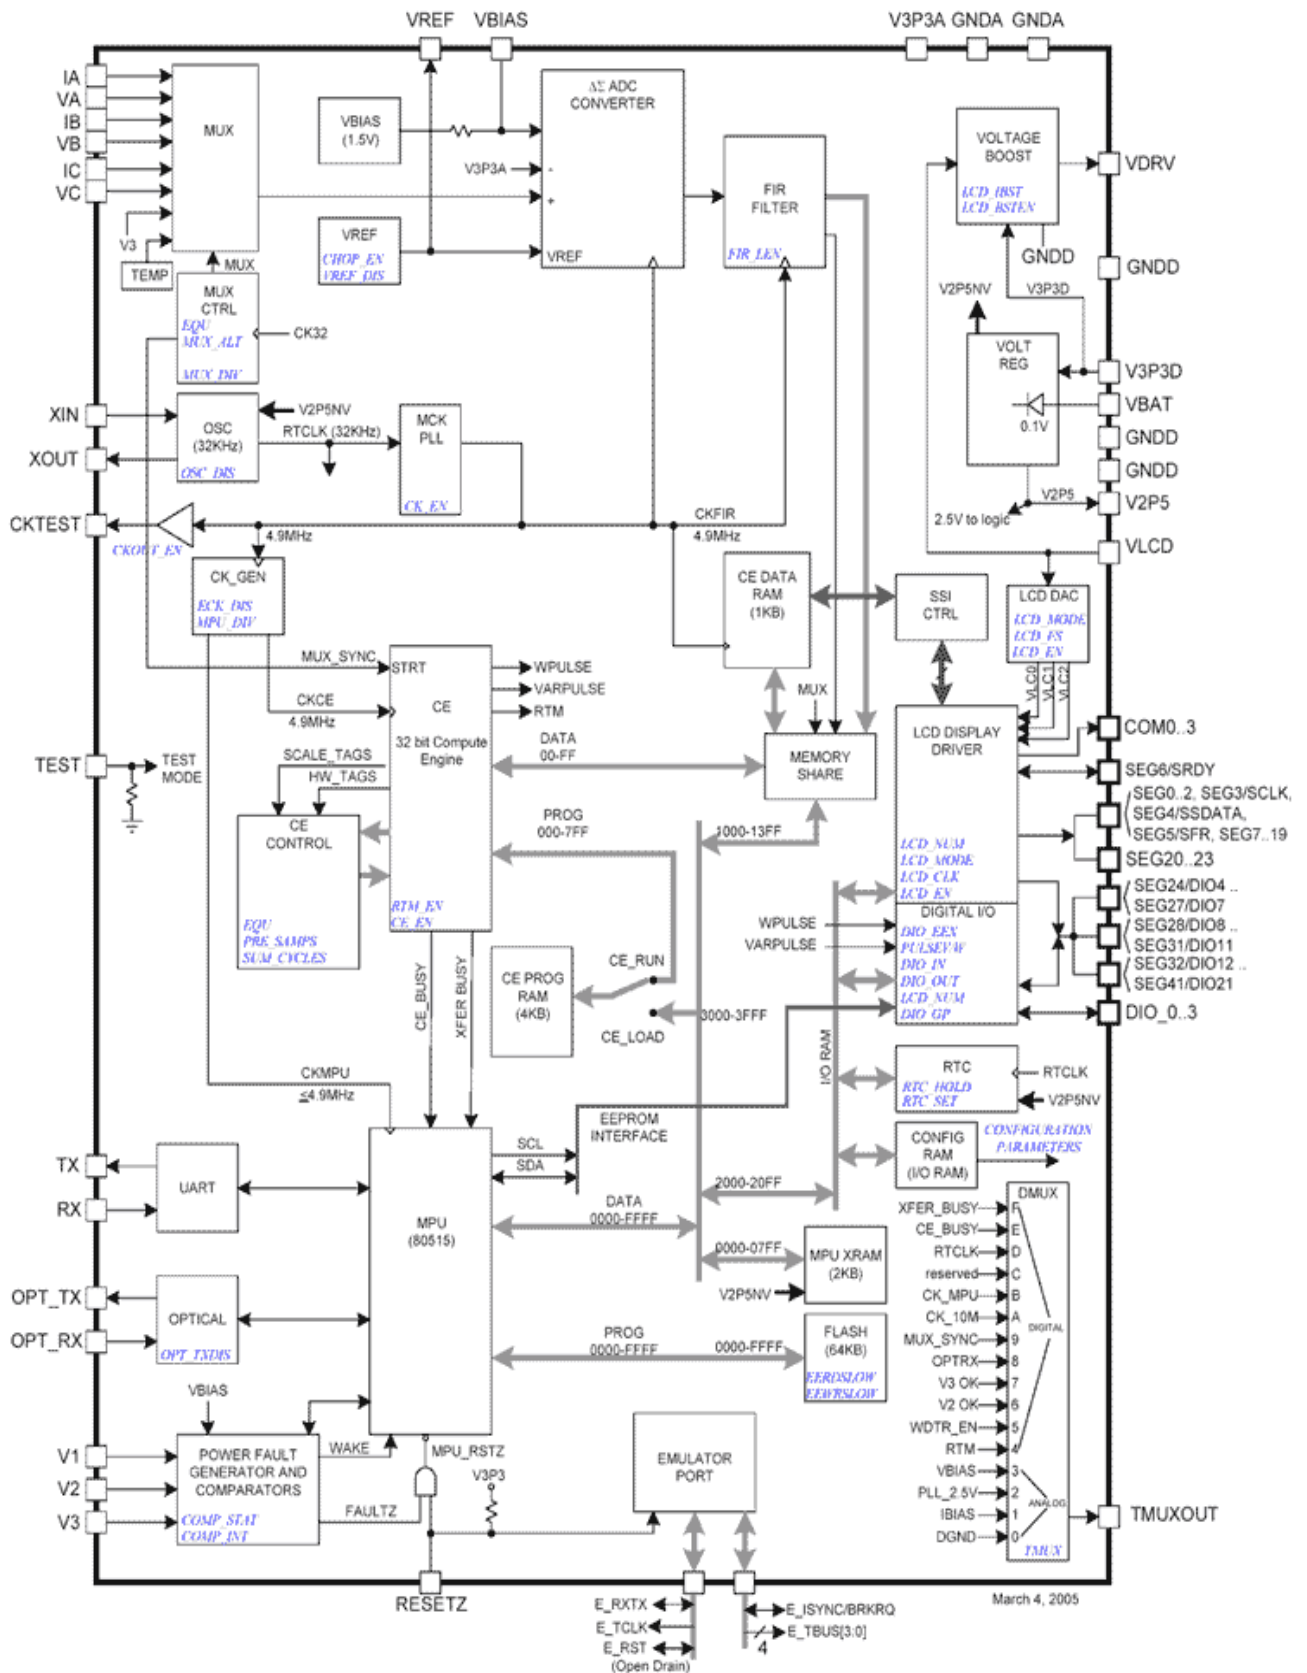 VREF VBIAS V3P3A GNDA GNDA
IA
VA
IB
VB
IC
VC
V3
TEMP
MUX
MUX
MUX
CTRL
EQU
MUX_ALT
MUX_DIV
CK32
VBIAS
(1.5V)
V3P3A
VREF
CHOP_EN
VREF_DIS
ΔΣ ADC
CONVERTER
-
+
VREF
FIR
FILTER
FIR_LEN
VOLTAGE
BOOST
LCD_IBST
LCD_BSTEN
VDRV
GNDD
GNDD
V3P3D
V2P5NV
VOLT
REG
0.1V
V3P3D
VBAT
GNDD
GNDD
V2P5
V2P5
2.5V to logic
VLCD
XIN
XOUT
OSC
(32KHz)
OSC_DIS
V2P5NV
RTCLK (32KHz)
MCK
PLL
CK_EN
CKTEST
CKOUT_EN
4.9MHz
CKFIR
4.9MHz
CK_GEN
ECK_DIS
MPU_DIV
CE DATA
RAM
(1KB)
SSI
CTRL
LCD DAC
LCD_MODE
LCD_FS
LCD_EN
VLC0
VLC1
VLC2
MUX_SYNC
STRT
CKCE
4.9MHz
CE
32 bit Compute
Engine
RTM_EN
CE_EN
WPULSE
VARPULSE
RTM
MUX
DATA
00-FF
MEMORY
SHARE
LCD DISPLAY
DRIVER
LCD_NUM
LCD_MODE
LCD_CLK
LCD_EN
COM0..3
SEG6/SRDY
SEG0..2, SEG3/SCLK,
SEG4/SSDATA,
SEG5/SFR, SEG7..19
SEG20..23
SEG24/DIO4 ..
SEG27/DIO7
SEG28/DIO8 ..
SEG31/DIO11
SEG32/DIO12 ..
SEG41/DIO21
DIO_0..3
TEST
TEST
MODE
SCALE_TAGS
HW_TAGS
CE
CONTROL
EQU
PRE_SAMPS
SUM_CYCLES
PROG
000-7FF
1000-13FF
WPULSE
VARPULSE
DIGITAL I/O
DIO_EEX
PULSEV/W
DIO_IN
DIO_OUT
LCD_NUM
DIO_GP
CE_BUSY
XFER BUSY
CE PROG
RAM
(4KB)
CE_RUN
CE_LOAD
3000-3FFF
I/O RAM
RTC
RTC_HOLD
RTC_SET
RTCLK
V2P5NV
CKMPU
≤4.9MHz
EEPROM
INTERFACE
SCL
SDA
CONFIG
RAM
(I/O RAM)
CONFIGURATION
PARAMETERS
TX
RX
UART
MPU
(80515)
DATA
0000-FFFF
2000-20FF
0000-07FF
MPU XRAM
(2KB)
V2P5NV
OPT_TX
OPT_RX
OPTICAL
OPT_TXDIS
PROG
0000-FFFF
0000-FFFF
FLASH
(64KB)
EERDSLOW
EEWRSLOW
DMUX
XFER_BUSY F
CE_BUSY E
RTCLK D
reserved C
CK_MPU B
CK_10M A
MUX_SYNC 9
OPTRX 8
V3 OK 7
V2 OK 6
WDTR_EN 5
RTM 4
VBIAS 3
PLL_2.5V 2
IBIAS 1
DGND 0
DIGITAL
ANALOG
TMUX
TMUXOUT
VBIAS
V1
V2
V3
POWER FAULT
GENERATOR AND
COMPARATORS
COMP_STAT
COMP_INT
WAKE
FAULTZ
MPU_RSTZ
V3P3
EMULATOR
PORT
RESETZ
March 4, 2005
E_RXTX
E_TCLK
E_RST
(Open Drain)
E_ISYNC/BRKRQ
E_TBUS[3:0]
4